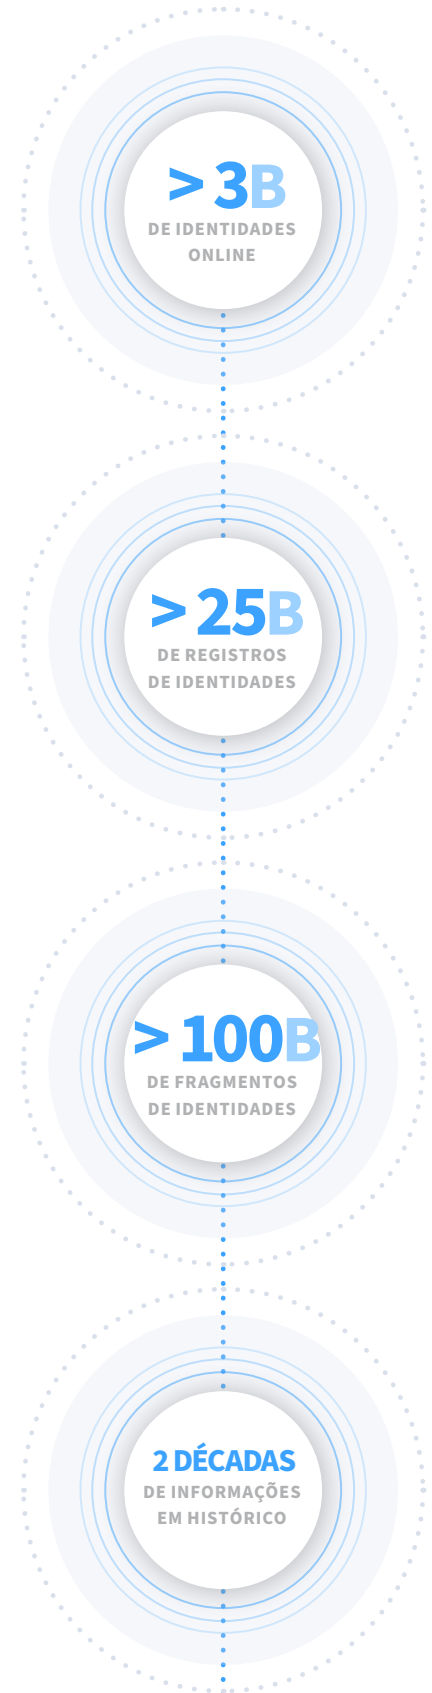 > 3B
DE IDENTIDADES
ONLINE
> 25B
DE REGISTROS
DE IDENTIDADES
> 100B
DE FRAGMENTOS
DE IDENTIDADES
2 DÉCADAS
DE INFORMAÇÕES
EM HISTÓRICO